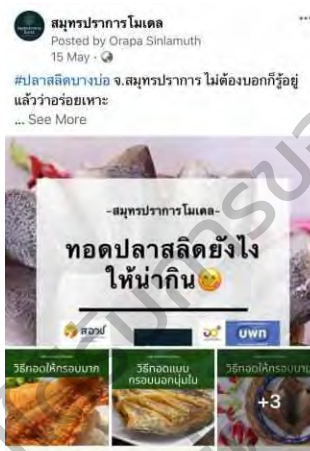 สมุทรปราการโมเดล
Posted by Orapa Sinlamuth
15 May
#ปลาสลิดบางบ่อ จ.สมุทรปราการ ไม่ต้องบอกก็รู้อยู่
แล้วว่าอร่อยเหาะ
... See More
-สมุทรปราการโมเดล-
ทอดปลาสลิดยังไง
ให้น่ากิน
สอวช
บพท
วิธีทอดให้กรอบมาก
วิธีทอดแบบ
กรอบนอกนุ่มใน
วิธีทอดให้กรอบนาน
+3